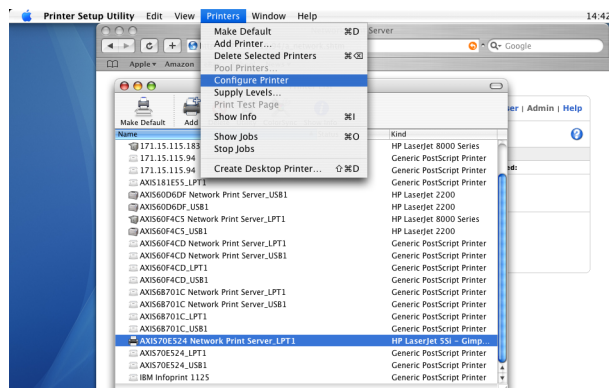 Printer Setup Utility Edit View Printers Window Help 14:42
Server
Google
Apple Amazon
Make Default ⌘D
Add Printer...
Delete Selected Printers ⌘⌫
Pool Printers...
Configure Printer
Supply Levels...
Print Test Page
Show Info ⌘I
Show Jobs ⌘O
Stop Jobs
Create Desktop Printer... ⇧⌘D
Make Default Add
ser | Admin | Help
?
ed:
Name Kind
171.15.115.183 HP LaserJet 8000 Series
171.15.115.94 Generic PostScript Printer
171.15.115.94 Generic PostScript Printer
AXIS181E55_LPT1 Generic PostScript Printer
AXIS60D6DF Network Print Server_USB1 HP LaserJet 2200
AXIS60D6DF_USB1 HP LaserJet 2200
AXIS60F4C5 Network Print Server_LPT1 HP LaserJet 8000 Series
AXIS60F4C5_USB1 HP LaserJet 2200
AXIS60F4CD Network Print Server_LPT1 Generic PostScript Printer
AXIS60F4CD Network Print Server_USB1 Generic PostScript Printer
AXIS60F4CD_LPT1 Generic PostScript Printer
AXIS60F4CD_USB1 Generic PostScript Printer
AXIS6B701C Network Print Server_LPT1 Generic PostScript Printer
AXIS6B701C Network Print Server_USB1 Generic PostScript Printer
AXIS6B701C_LPT1 Generic PostScript Printer
AXIS6B701C_USB1 Generic PostScript Printer
AXIS70E524 Network Print Server_LPT1 HP LaserJet 5Si – Gimp...
AXIS70E524_LPT1 Generic PostScript Printer
AXIS70E524_USB1 Generic PostScript Printer
IBM Infoprint 1125 Generic PostScript Printer